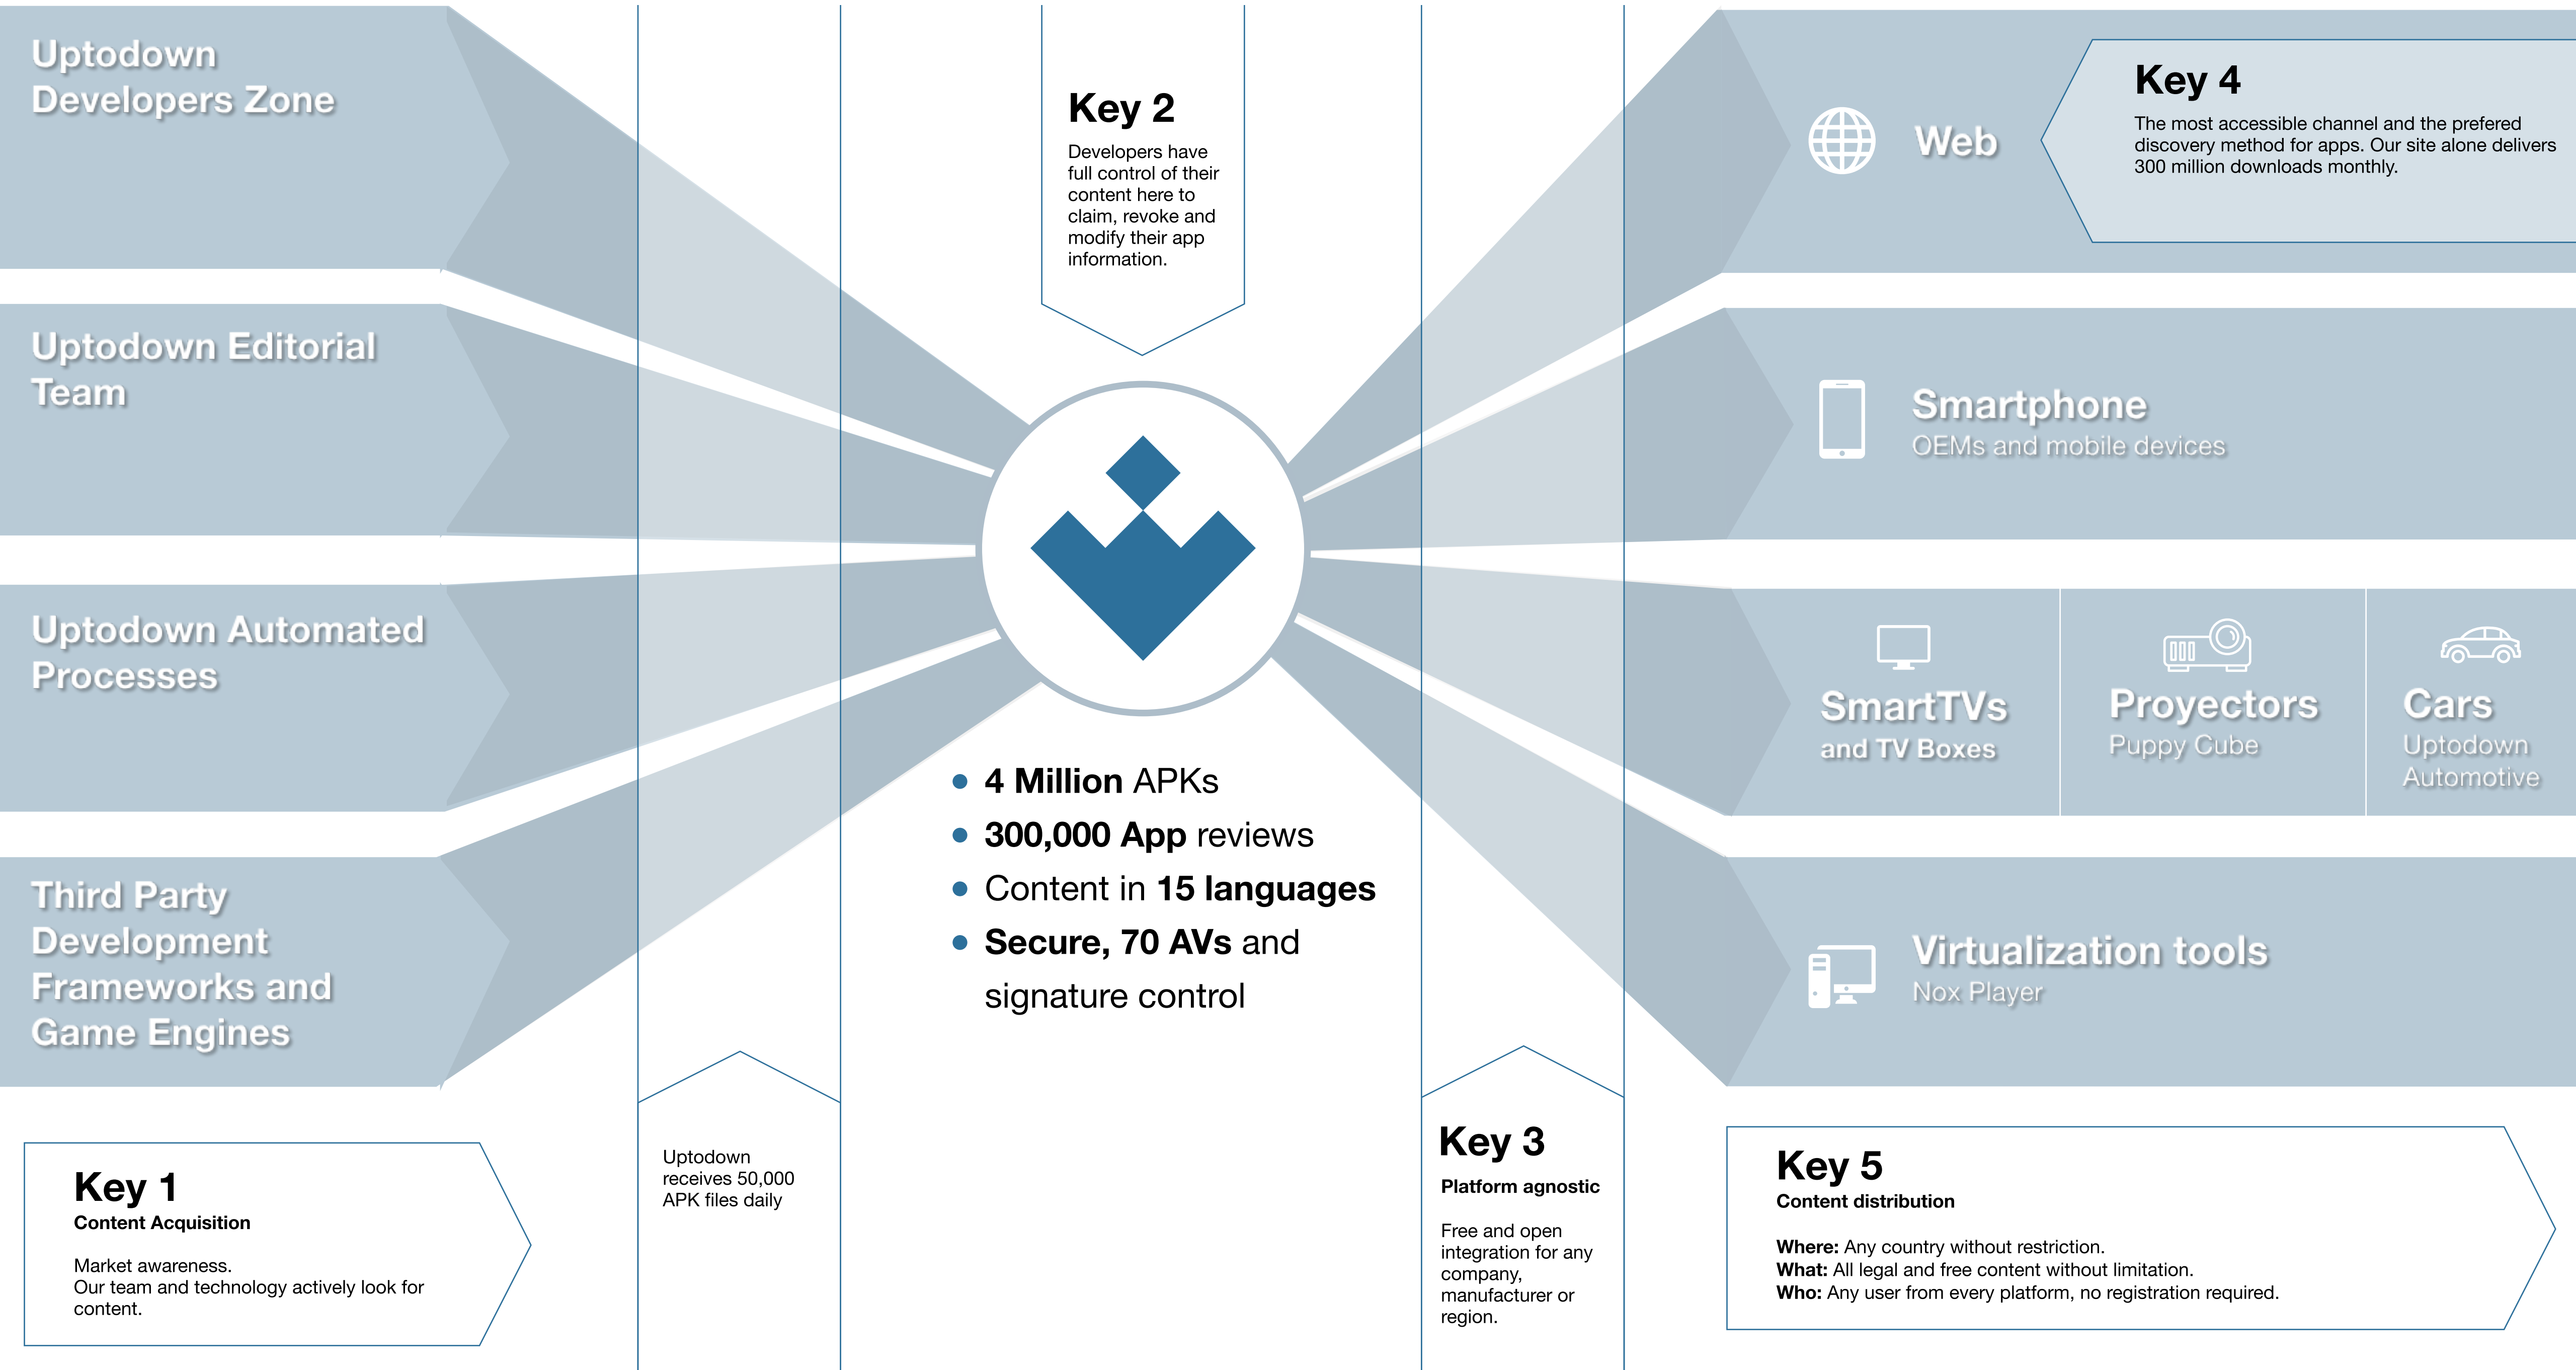 Uptodown
Developers Zone
Uptodown Editorial
Team
Uptodown Automated
Processes
Third Party
Development
Frameworks and
Game Engines
Key 1
Content Acquisition
Market awareness.
Our team and technology actively look for
content.
Uptodown
receives 50,000
APK files daily
Key 2
Developers have
full control of their
content here to
claim, revoke and
modify their app
information.
4 Million APKs
300,000 App reviews
Content in 15 languages
Secure, 70 AVs and
signature control
Key 3
Platform agnostic
Free and open
integration for any
company,
manufacturer or
region.
Web
Key 4
The most accessible channel and the prefered
discovery method for apps. Our site alone delivers
300 million downloads monthly.
Smartphone
OEMs and mobile devices
SmartTVs
and TV Boxes
Proyectors
Puppy Cube
Cars
Uptodown
Automotive
Virtualization tools
Nox Player
Key 5
Content distribution
Where: Any country without restriction.
What: All legal and free content without limitation.
Who: Any user from every platform, no registration required.